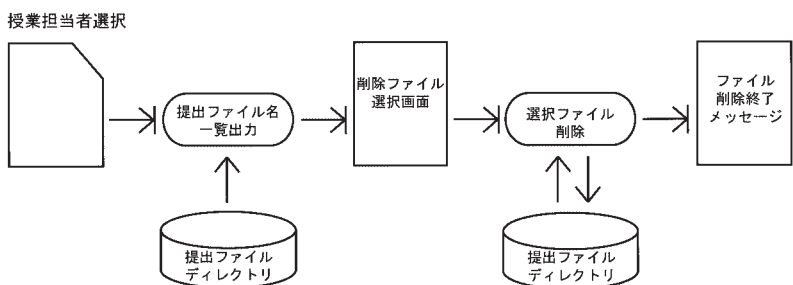 授業担当者選択
提出ファイル名
一覧出力
削除ファイル
選択画面
選択ファイル
削除
ファイル
削除終了
メッセージ
提出ファイル
ディレクトリ
提出ファイル
ディレクトリ